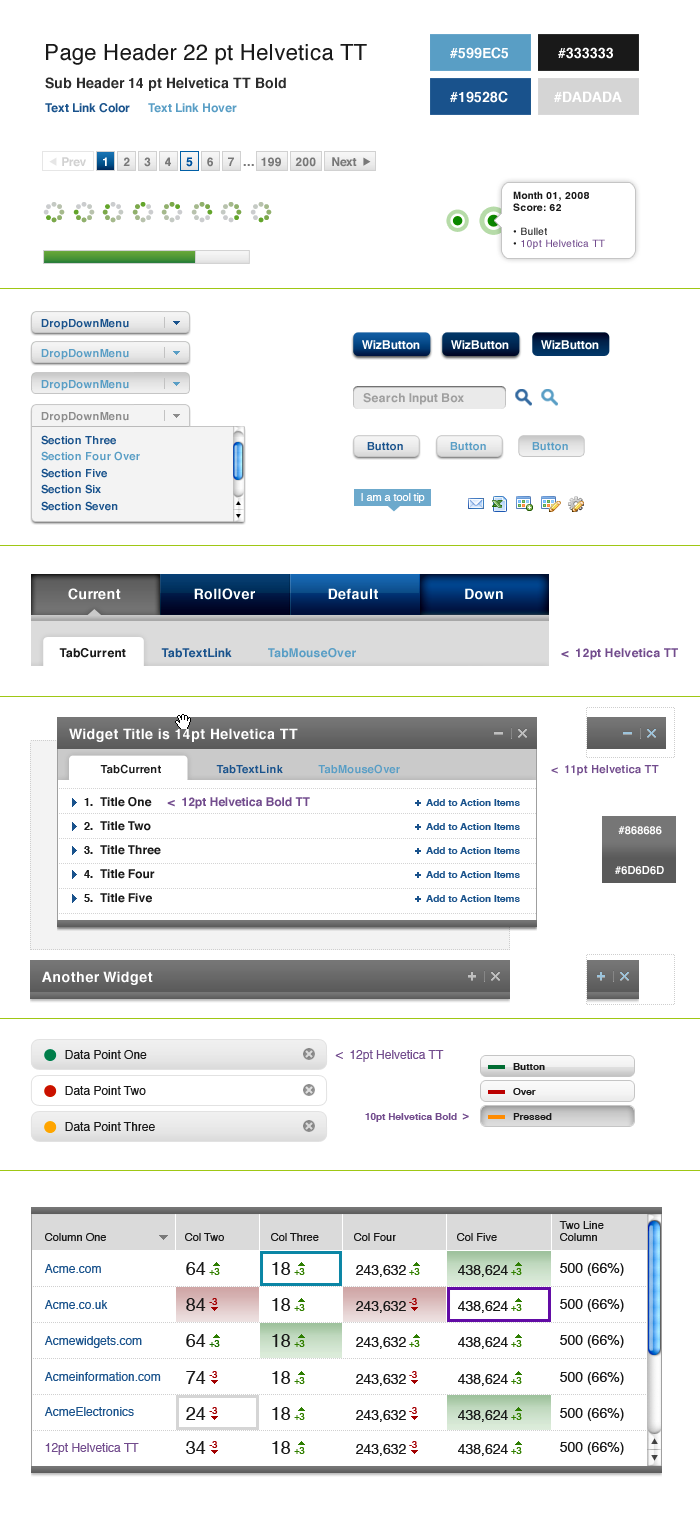 Page Header 22 pt Helvetica TT
Sub Header 14 pt Helvetica TT Bold
Text Link Color Text Link Hover
#599EC5 #333333
#19528C #DADADA
Prev 1 2 3 4 5 6 7 ... 199 200 Next
Month 01, 2008
Score: 62
• Bullet
• 10pt Helvetica TT
DropDownMenu
DropDownMenu
DropDownMenu
DropDownMenu
Section Three
Section Four Over
Section Five
Section Six
Section Seven
WizButton WizButton WizButton
Search Input Box
Button Button Button
I am a tool tip
Current RollOver Default Down
TabCurrent TabTextLink TabMouseOver
< 12pt Helvetica TT
Widget Title is 14pt Helvetica TT
TabCurrent TabTextLink TabMouseOver
< 11pt Helvetica TT
1. Title One < 12pt Helvetica Bold TT + Add to Action Items
2. Title Two + Add to Action Items
3. Title Three + Add to Action Items
4. Title Four + Add to Action Items
5. Title Five + Add to Action Items
#868686
#6D6D6D
Another Widget
Data Point One
Data Point Two
Data Point Three
< 12pt Helvetica TT
Button
Over
10pt Helvetica Bold > Pressed
Column One Col Two Col Three Col Four Col Five Two Line
Column
Acme.com 64 +3 18 +3 243,632 +3 438,624 +3 500 (66%)
Acme.co.uk 84 -3 18 +3 243,632 -3 438,624 +3 500 (66%)
Acmewidgets.com 64 +3 18 +3 243,632 +3 438,624 +3 500 (66%)
Acmeinformation.com 74 -3 18 +3 243,632 -3 438,624 +3 500 (66%)
AcmeElectronics 24 -3 18 +3 243,632 -3 438,624 +3 500 (66%)
12pt Helvetica TT 34 -3 18 +3 243,632 -3 438,624 +3 500 (66%)